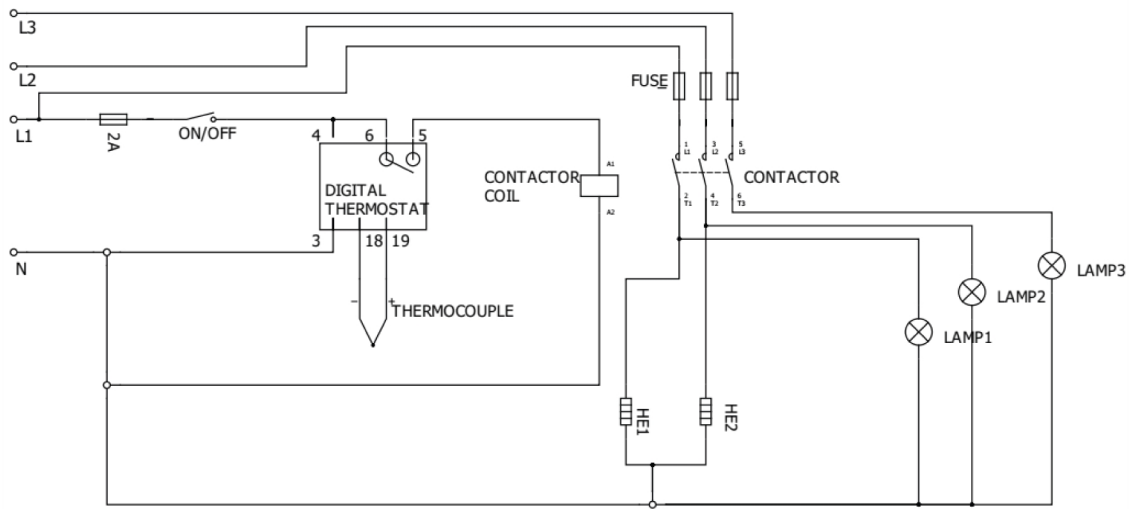 L3
L2
L1
2A
ON/OFF
FUSE
4 6 5
DIGITAL
THERMOSTAT
3 18 19
CONTACTOR
COIL
A1
A2
1 3 5
L1 L2 L3
CONTACTOR
2 4 6
T1 T2 T3
N
- +
THERMOCOUPLE
LAMP3
LAMP2
LAMP1
HE1
HE2